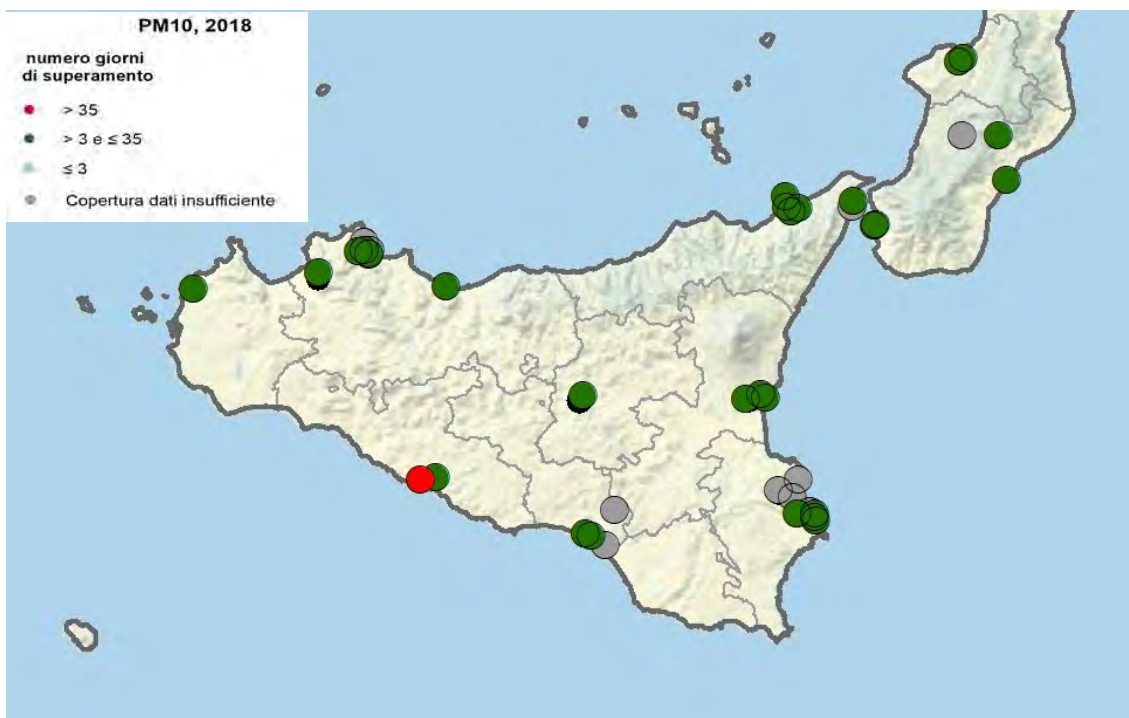 PM10, 2018
numero giorni
di superamento
> 35
> 3 e ≤ 35
≤ 3
Copertura dati insufficiente